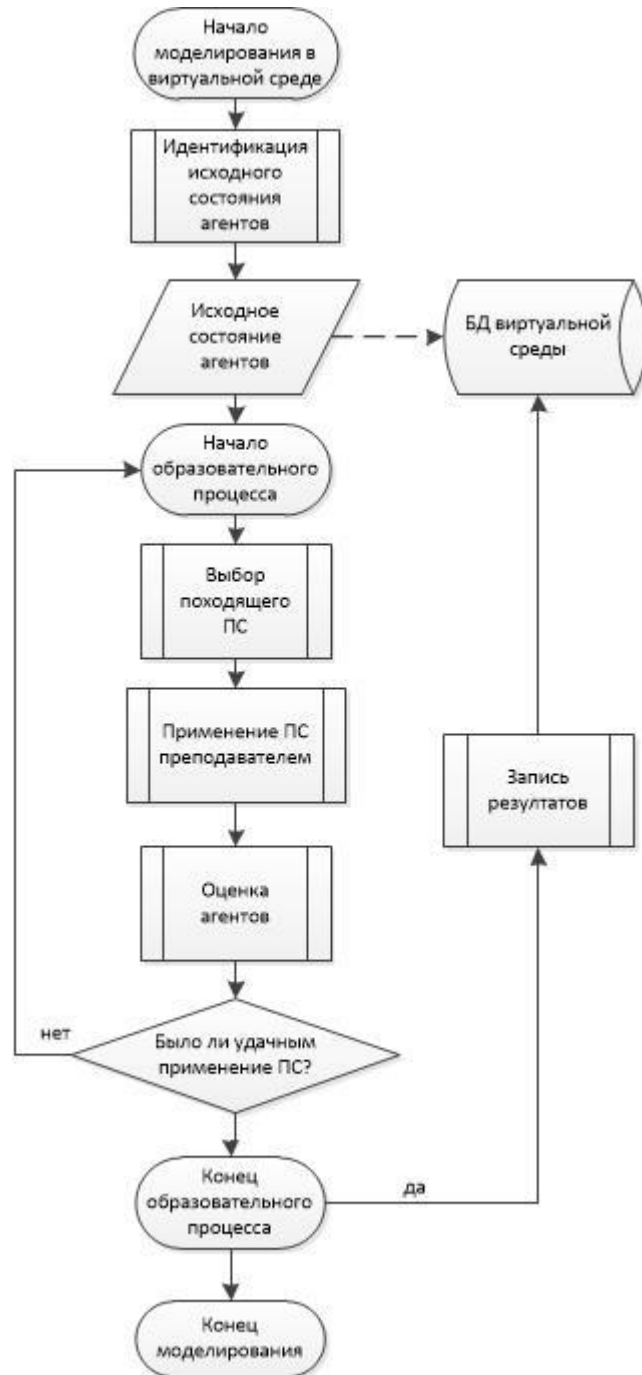 Начало
моделирования в
виртуальной среде
Идентификация
исходного
состояния
агентов
Исходное
состояние
агентов
БД виртуальной
среды
Начало
образовательного
процесса
Выбор
походящего
ПС
Применение ПС
преподавателем
Запись
резултатов
Оценка
агентов
нет
Было ли удачным
применение ПС?
Конец
образовательного
процесса
да
Конец
моделирования